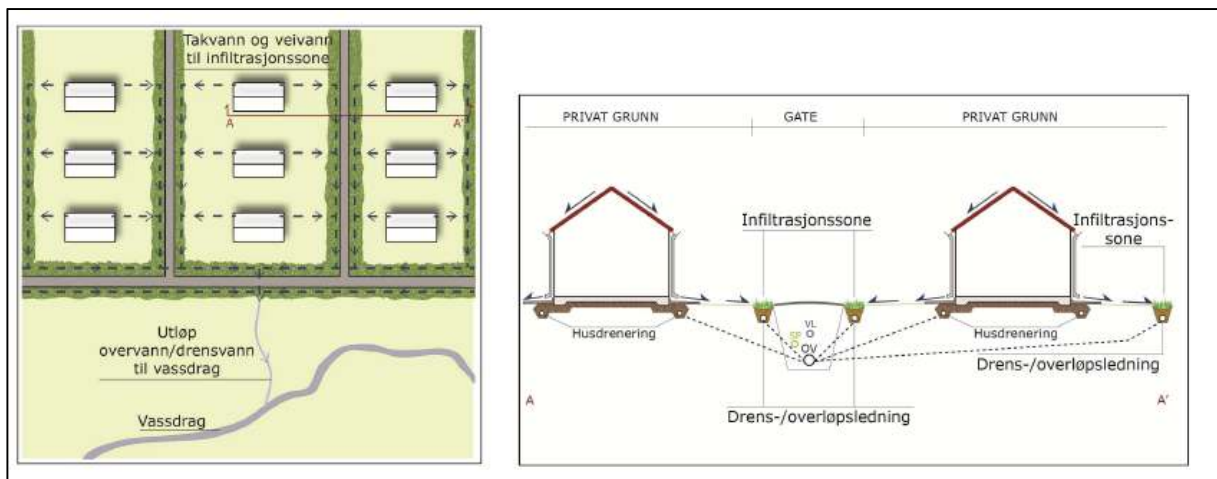 Takvann og veivann
til infiltrasjonssone
A
A'
Utløp
overvann/drensvann
til vassdrag
Vassdrag
PRIVAT GRUNN
GATE
PRIVAT GRUNN
Infiltrasjonssone
Infiltrasjons-
sone
VL
OV
Husdrenering
Husdrenering
Drens-/overløpsledning
A
A'
Drens-/overløpsledning